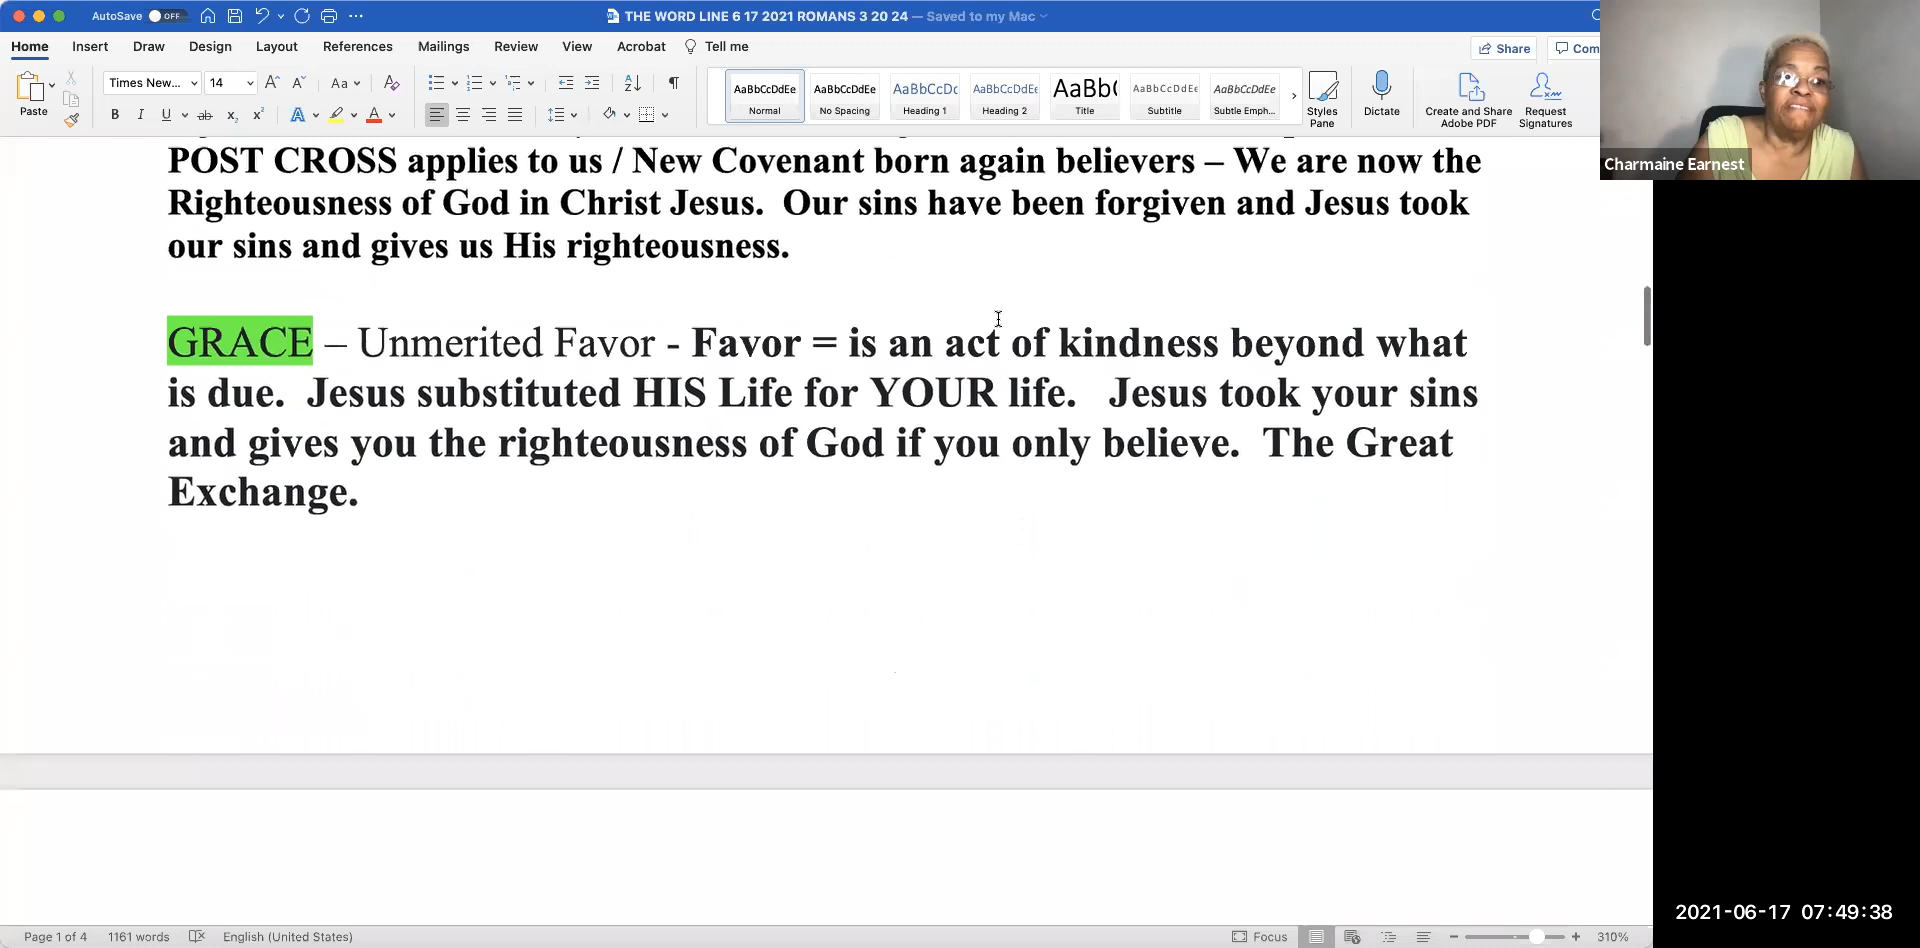 AutoSave OFF THE WORD LINE 6 17 2021 ROMANS 3 20 24 — Saved to my Mac
Home Insert Draw Design Layout References Mailings Review View Acrobat Tell me Share Com
Times New... 14 Aa
Paste
B I U ab x₂ x² A A
AaBbCcDdEe AaBbCcDdEe AaBbCcDc AaBbCcDdEe AaBb( AaBbCcDdEe AaBbCcDdEe
Normal No Spacing Heading 1 Heading 2 Title Subtitle Subtle Emph...
Styles Pane
Dictate
Create and Share Adobe PDF
Request Signatures
Charmaine Earnest
POST CROSS applies to us / New Covenant born again believers – We are now the
Righteousness of God in Christ Jesus. Our sins have been forgiven and Jesus took
our sins and gives us His righteousness.
GRACE – Unmerited Favor - Favor = is an act of kindness beyond what
is due. Jesus substituted HIS Life for YOUR life. Jesus took your sins
and gives you the righteousness of God if you only believe. The Great
Exchange.
2021-06-17 07:49:38
Page 1 of 4 1161 words English (United States) Focus 310%